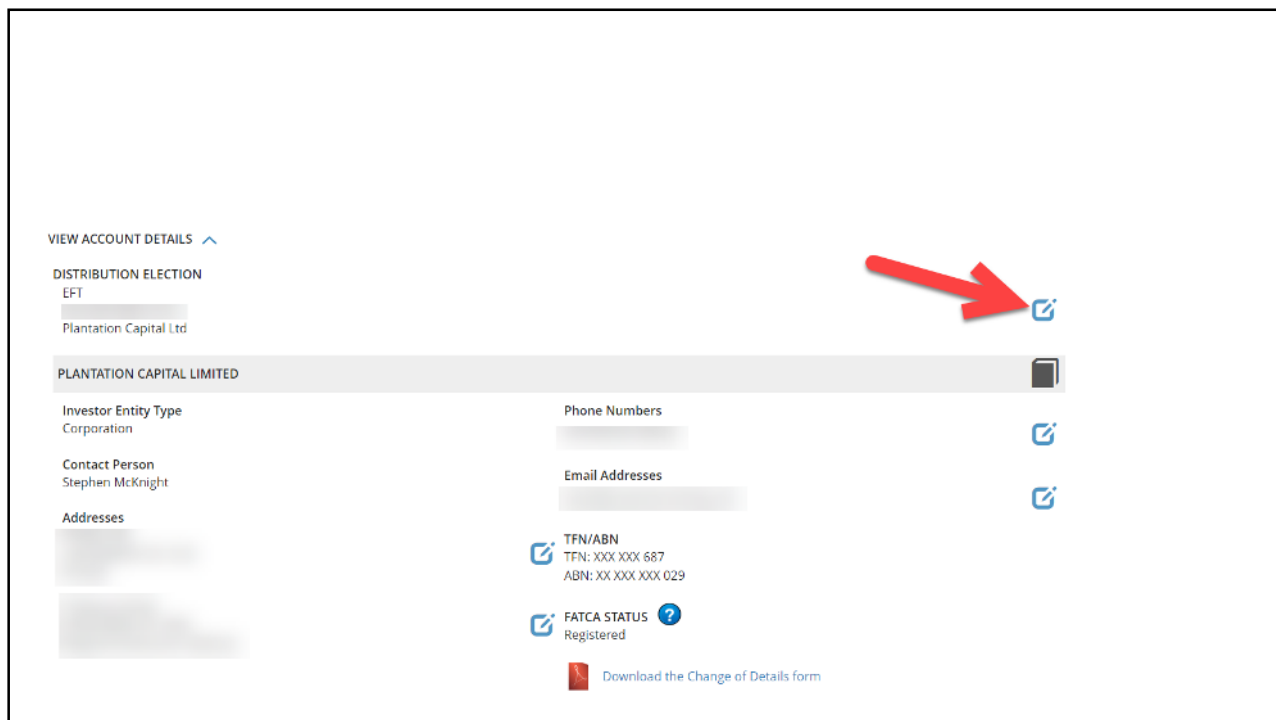 VIEW ACCOUNT DETAILS
DISTRIBUTION ELECTION
EFT
Plantation Capital Ltd
PLANTATION CAPITAL LIMITED
Investor Entity Type
Corporation
Contact Person
Stephen McKnight
Addresses
Phone Numbers
Email Addresses
TFN/ABN
TFN: XXX XXX 687
ABN: XX XXX XXX 029
FATCA STATUS ?
Registered
Download the Change of Details form